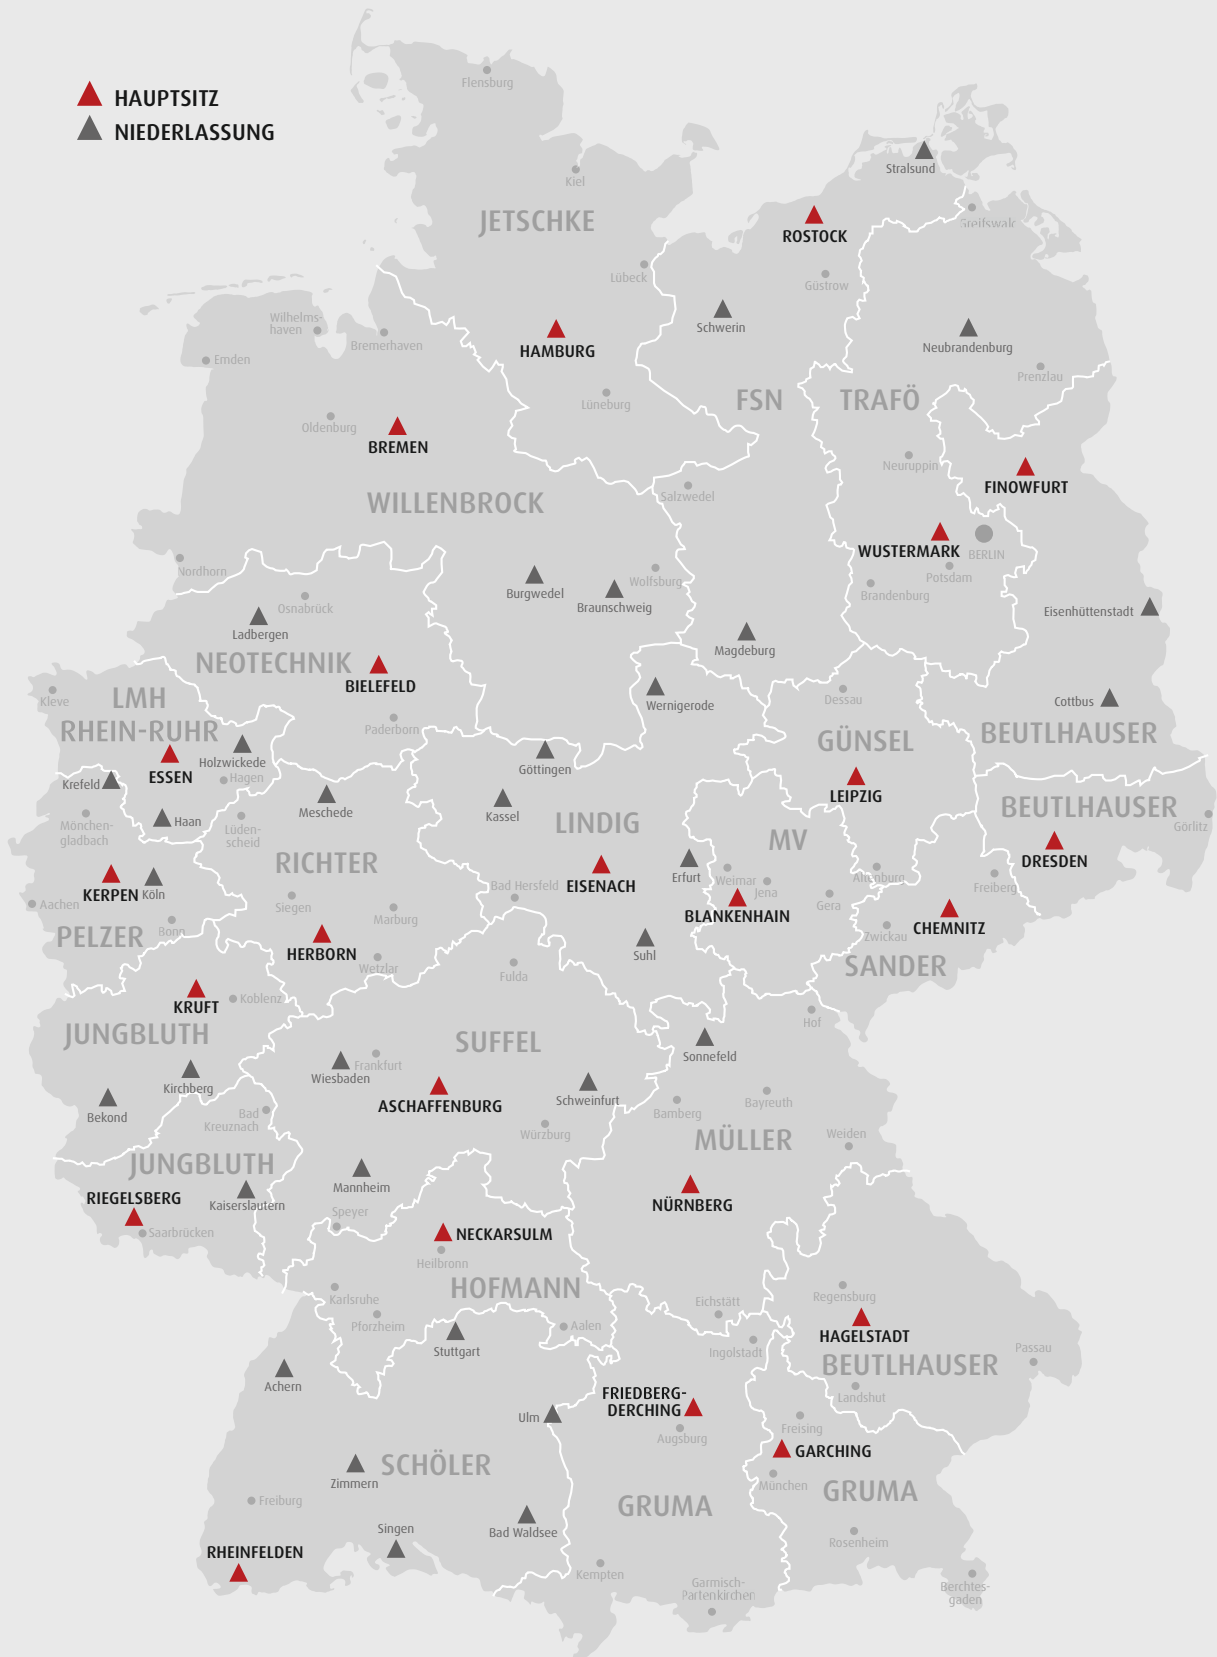 HAUPTSITZ
NIEDERLASSUNG
Flensburg
Kiel
Stralsund
JETSCHKE
ROSTOCK
Greifswald
Lübeck
Güstrow
Schwerin
Wilhelms-
haven
Bremerhaven
HAMBURG
Neubrandenburg
Emden
Prenzlau
Lüneburg
FSN
TRAFÖ
Oldenburg
BREMEN
Neuruppin
FINOWFURT
WILLENBROCK
Salzwedel
WUSTERMARK
BERLIN
Nordhorn
Potsdam
Burgwedel
Wolfsburg
Braunschweig
Brandenburg
Osnabrück
Eisenhüttenstadt
Ladbergen
Magdeburg
NEOTECHNIK
BIELEFELD
Kleve
LMH
RHEIN-RUHR
Wernigerode
Dessau
Cottbus
Paderborn
GÜNSEL
BEUTLHAUSER
Holzwickede
Göttingen
ESSEN
Hagen
Krefeld
LEIPZIG
BEUTLHAUSER
Meschede
Kassel
Haan
Mönchen-
gladbach
Lüden-
scheid
LINDIG
MV
Görlitz
RICHTER
DRESDEN
Erfurt
Weimar
Jena
Altenburg
Freiberg
KERPEN
Köln
Bad Hersfeld
EISENACH
Aachen
Siegen
Marburg
BLANKENHAIN
Gera
CHEMNITZ
PELZER
Bonn
Zwickau
HERBORN
Suhl
Wetzlar
SANDER
Fulda
KRUFT
Koblenz
Hof
JUNGBLUTH
SUFFEL
Sonnefeld
Wiesbaden
Frankfurt
Kirchberg
ASCHAFFENBURG
Schweinfurt
Bayreuth
Bamberg
Bekond
Bad
Kreuznach
Würzburg
MÜLLER
Weiden
JUNGBLUTH
Mannheim
RIEGELSBERG
Kaiserslautern
NÜRNBERG
Speyer
Saarbrücken
NECKARSULM
Heilbronn
HOFMANN
Karlsruhe
Eichstätt
Regensburg
Pforzheim
Aalen
HAGELSTADT
Stuttgart
Ingolstadt
Passau
BEUTLHAUSER
Achern
FRIEDBERG-
DERCHING
Landshut
Ulm
Augsburg
Freising
GARCHING
SCHÖLER
Zimmern
München
GRUMA
GRUMA
Freiburg
Singen
Bad Waldsee
Rosenheim
RHEINFELDEN
Kempten
Garmisch-
Partenkirchen
Berchtes-
gaden